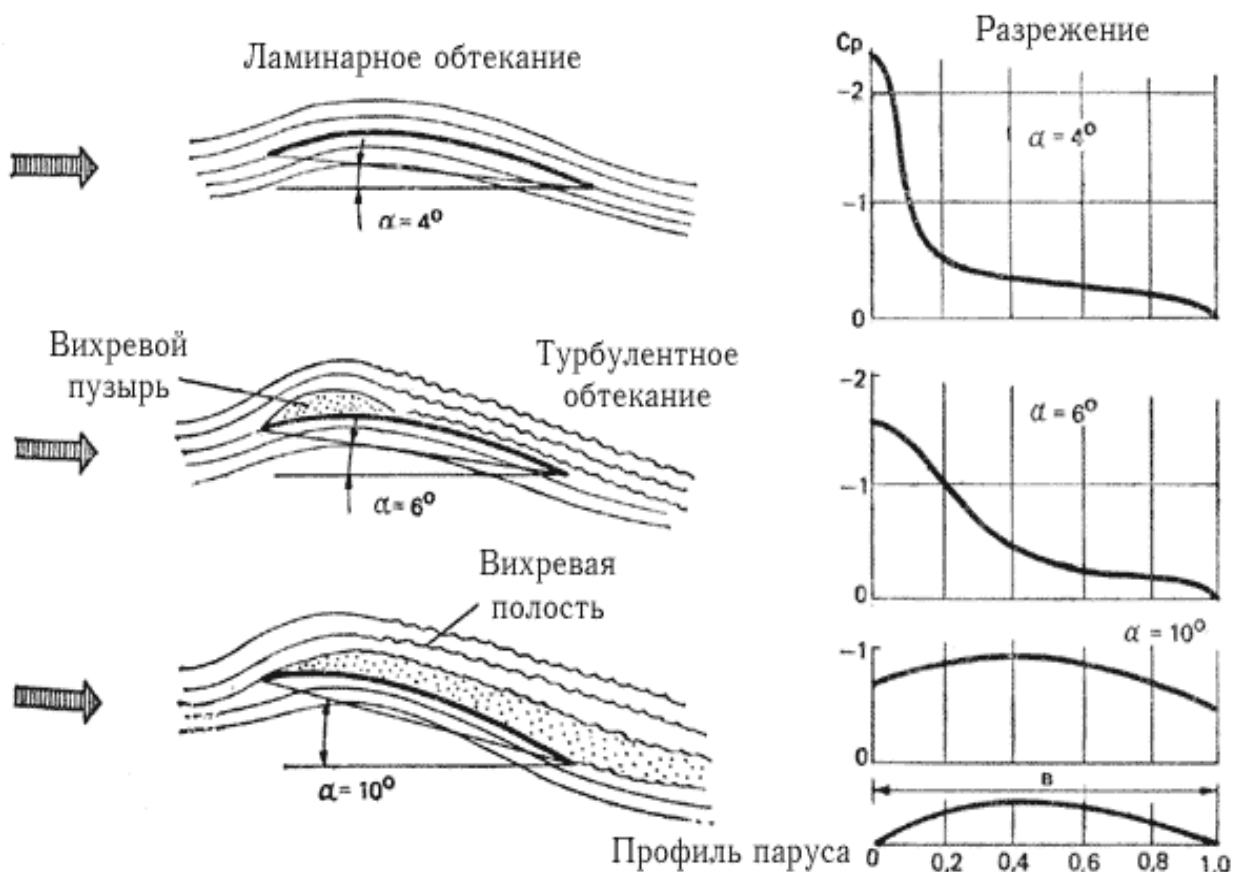 Ламинарное обтекание
α = 4°
Вихревой
пузырь
Турбулентное
обтекание
α = 6°
Вихревая
полость
α = 10°
Разрежение
Cp
-2
-1
0
α = 4°
-2
-1
0
α = 6°
-1
0
α = 10°
в
Профиль паруса
0 0,2 0,4 0,6 0,8 1,0